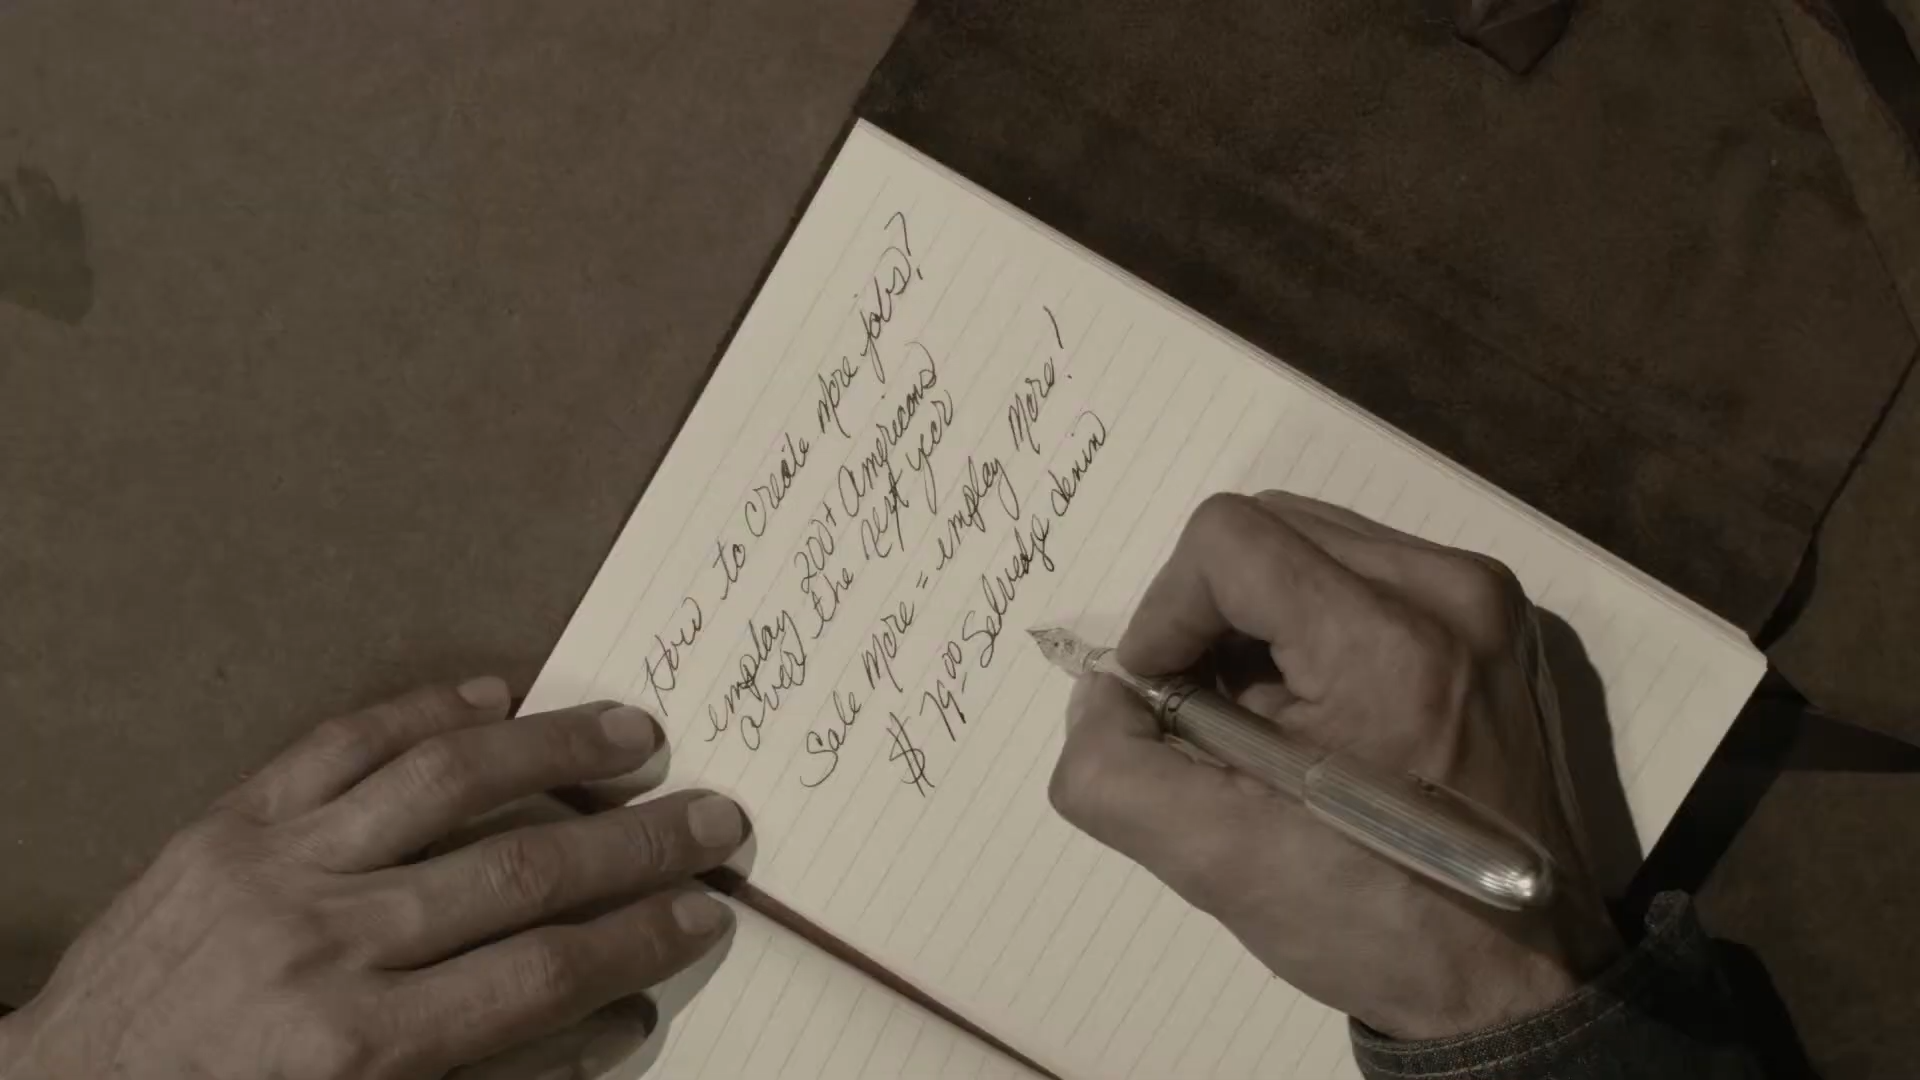 How to create more jobs?
employ 200+ Americans
over the next year
Sale more = employ more!
$79.00 Selvedge denim